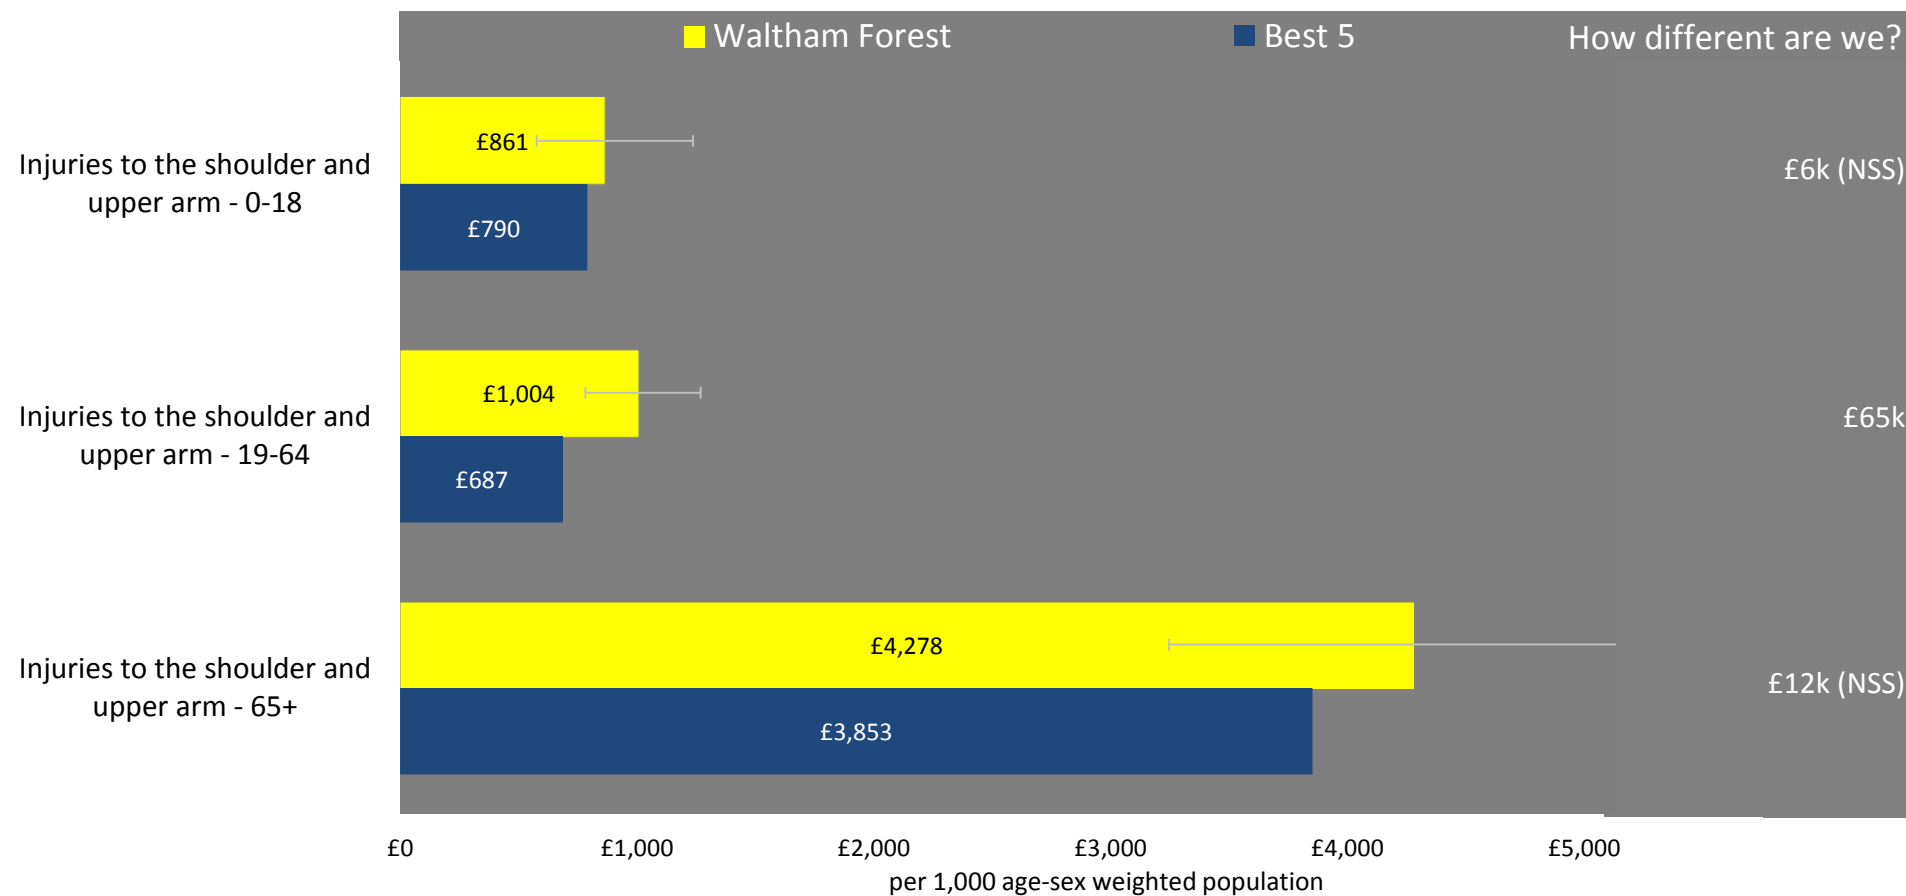 Waltham Forest
Best 5
How different are we?
Injuries to the shoulder and
upper arm - 0-18
£861
£790
£6k (NSS)
Injuries to the shoulder and
upper arm - 19-64
£1,004
£687
£65k
Injuries to the shoulder and
upper arm - 65+
£4,278
£3,853
£12k (NSS)
£0
£1,000
£2,000
£3,000
£4,000
£5,000
per 1,000 age-sex weighted population